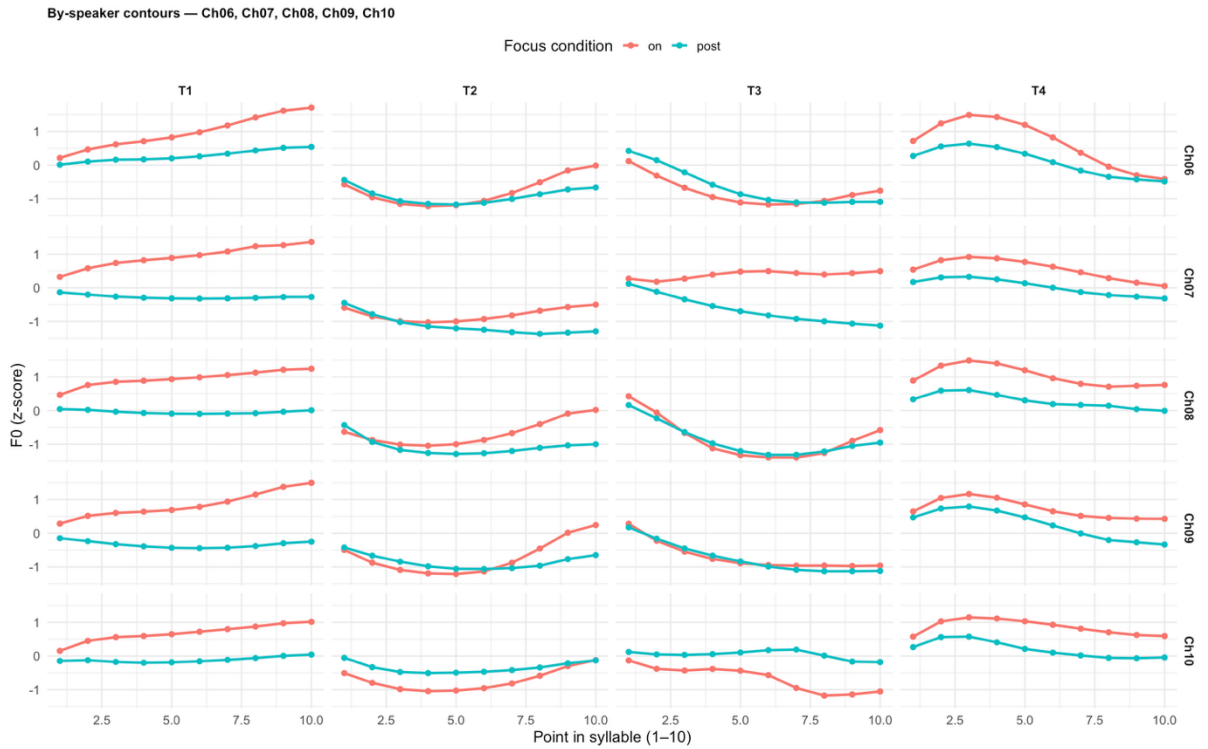 By-speaker contours — Ch06, Ch07, Ch08, Ch09, Ch10
Focus condition on post
T1 T2 T3 T4
1
0
-1
Ch06
1
0
-1
Ch07
1
0
-1
Ch08
1
0
-1
Ch09
1
0
-1
Ch10
F0 (z-score)
2.5 5.0 7.5 10.0 2.5 5.0 7.5 10.0 2.5 5.0 7.5 10.0 2.5 5.0 7.5 10.0
Point in syllable (1–10)